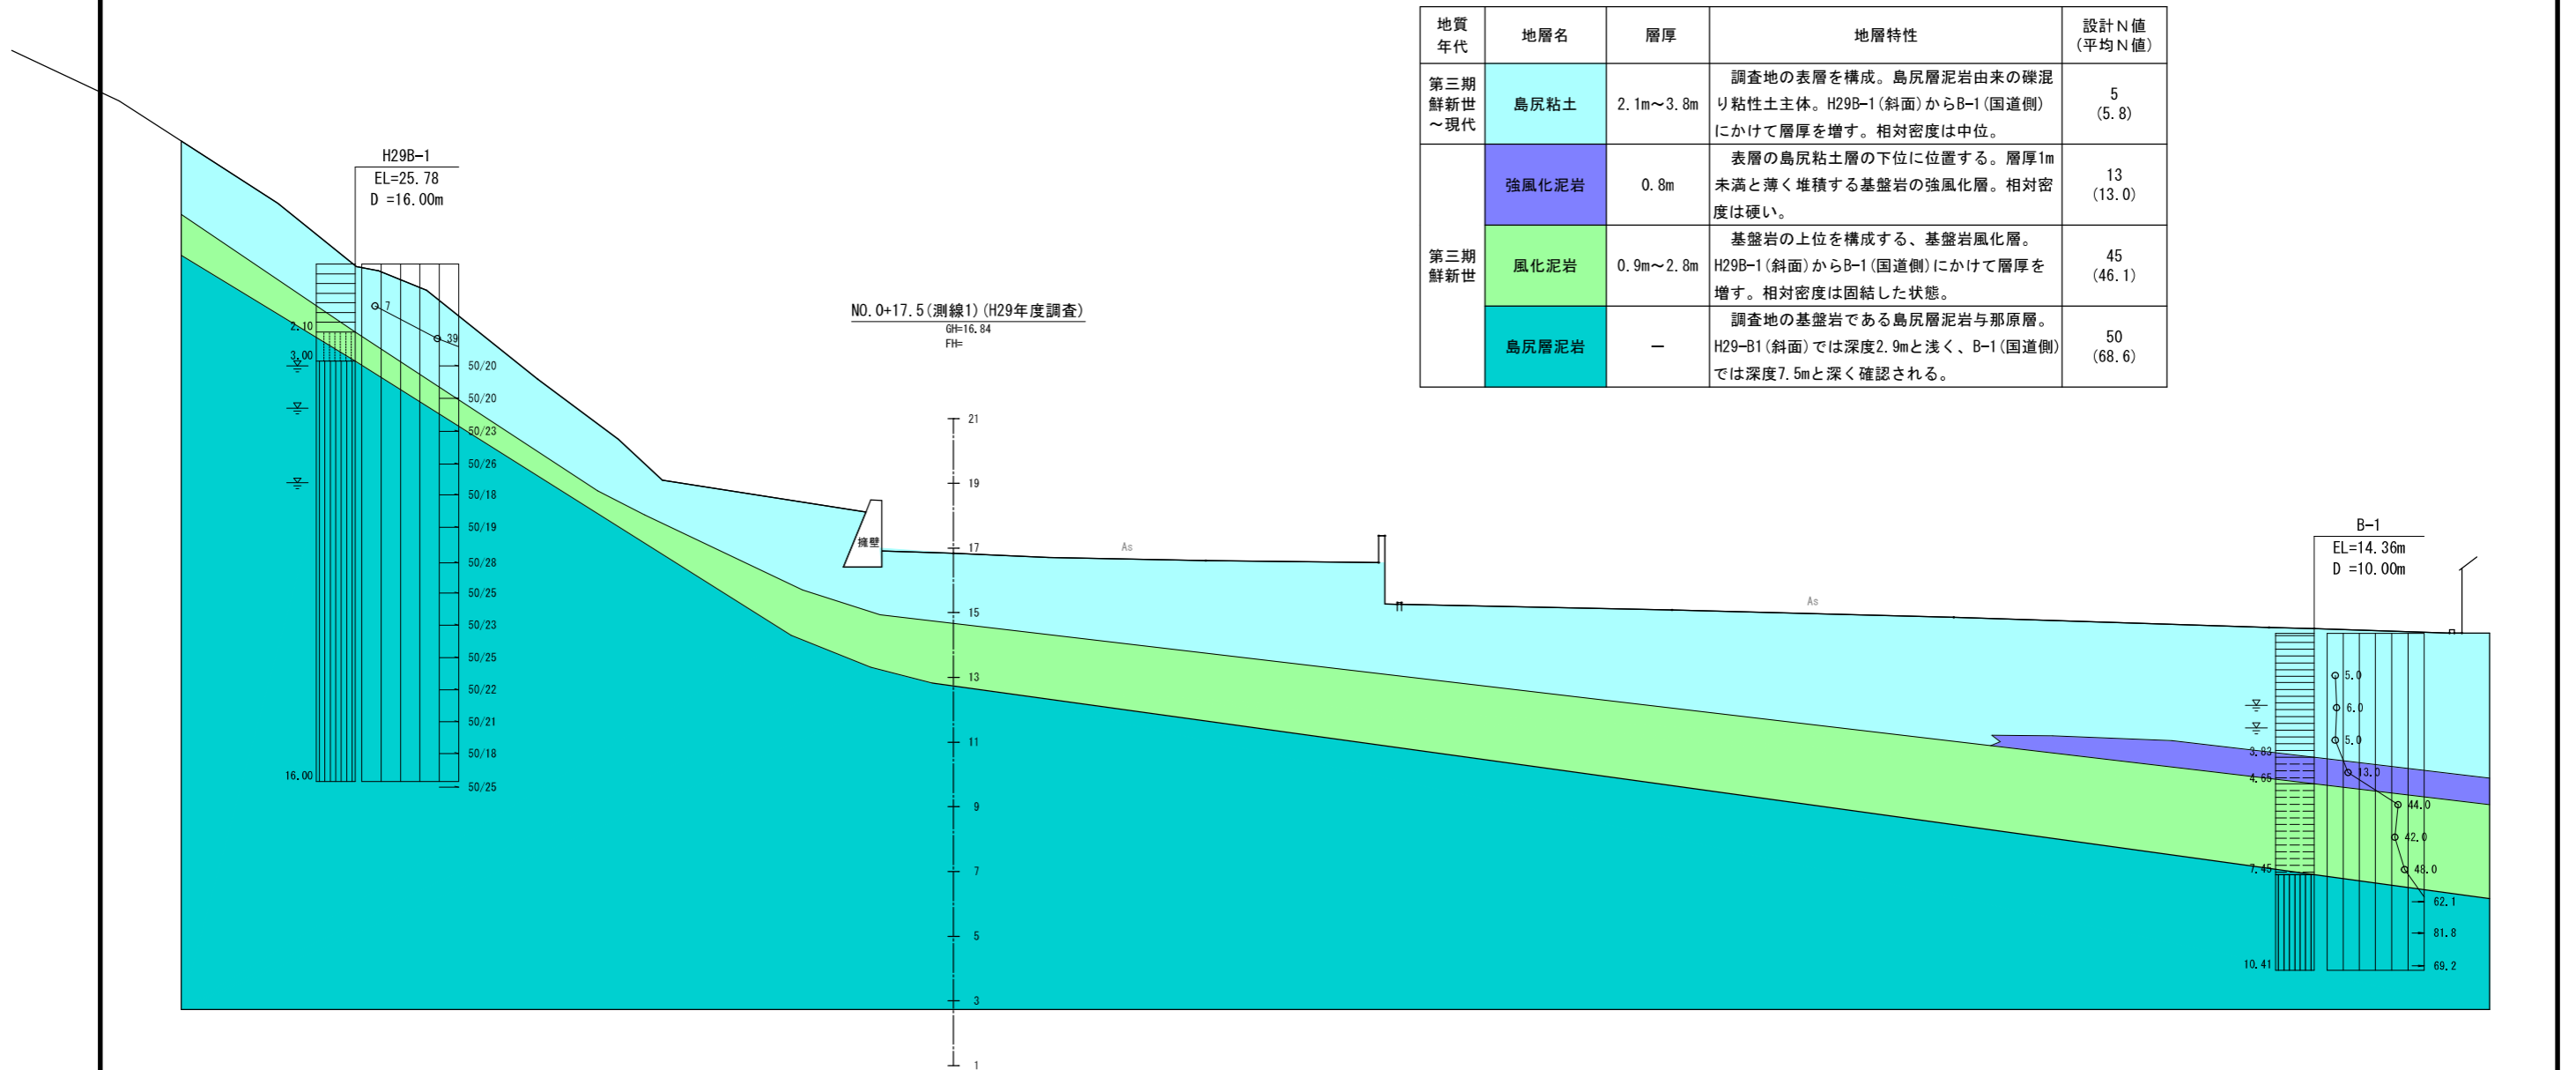 地質
年代
地層名
層厚
地層特性
設計N値
(平均N値)
第三期
鮮新世
～現代
島尻粘土
2.1m～3.8m
調査地の表層を構成。島尻層泥岩由来の礫混
り粘性土主体。H29B-1(斜面)からB-1(国道側)
にかけて層厚を増す。相対密度は中位。
5
(5.8)
第三期
鮮新世
強風化泥岩
0.8m
表層の島尻粘土層の下位に位置する。層厚1m
未満と薄く堆積する基盤岩の強風化層。相対密
度は硬い。
13
(13.0)
風化泥岩
0.9m～2.8m
基盤岩の上位を構成する、基盤岩風化層。
H29B-1(斜面)からB-1(国道側)にかけて層厚を
増す。相対密度は固結した状態。
45
(46.1)
島尻層泥岩
―
調査地の基盤岩である島尻層泥岩与那原層。
H29-B1(斜面)では深度2.9mと浅く、B-1(国道側)
では深度7.5mと深く確認される。
50
(68.6)
H29B-1
EL=25.78
D =16.00m
2.10
3.00
16.00
7
39
50/20
50/20
50/23
50/26
50/18
50/19
50/28
50/25
50/23
50/25
50/22
50/21
50/18
50/25
NO.0+17.5(測線1)(H29年度調査)
GH=16.84
FH=
21
19
17
15
13
11
9
7
5
3
1
擁壁
As
As
B-1
EL=14.36m
D =10.00m
3.83
4.65
7.45
10.41
5.0
6.0
5.0
13.0
44.0
42.0
48.0
62.1
81.8
69.2